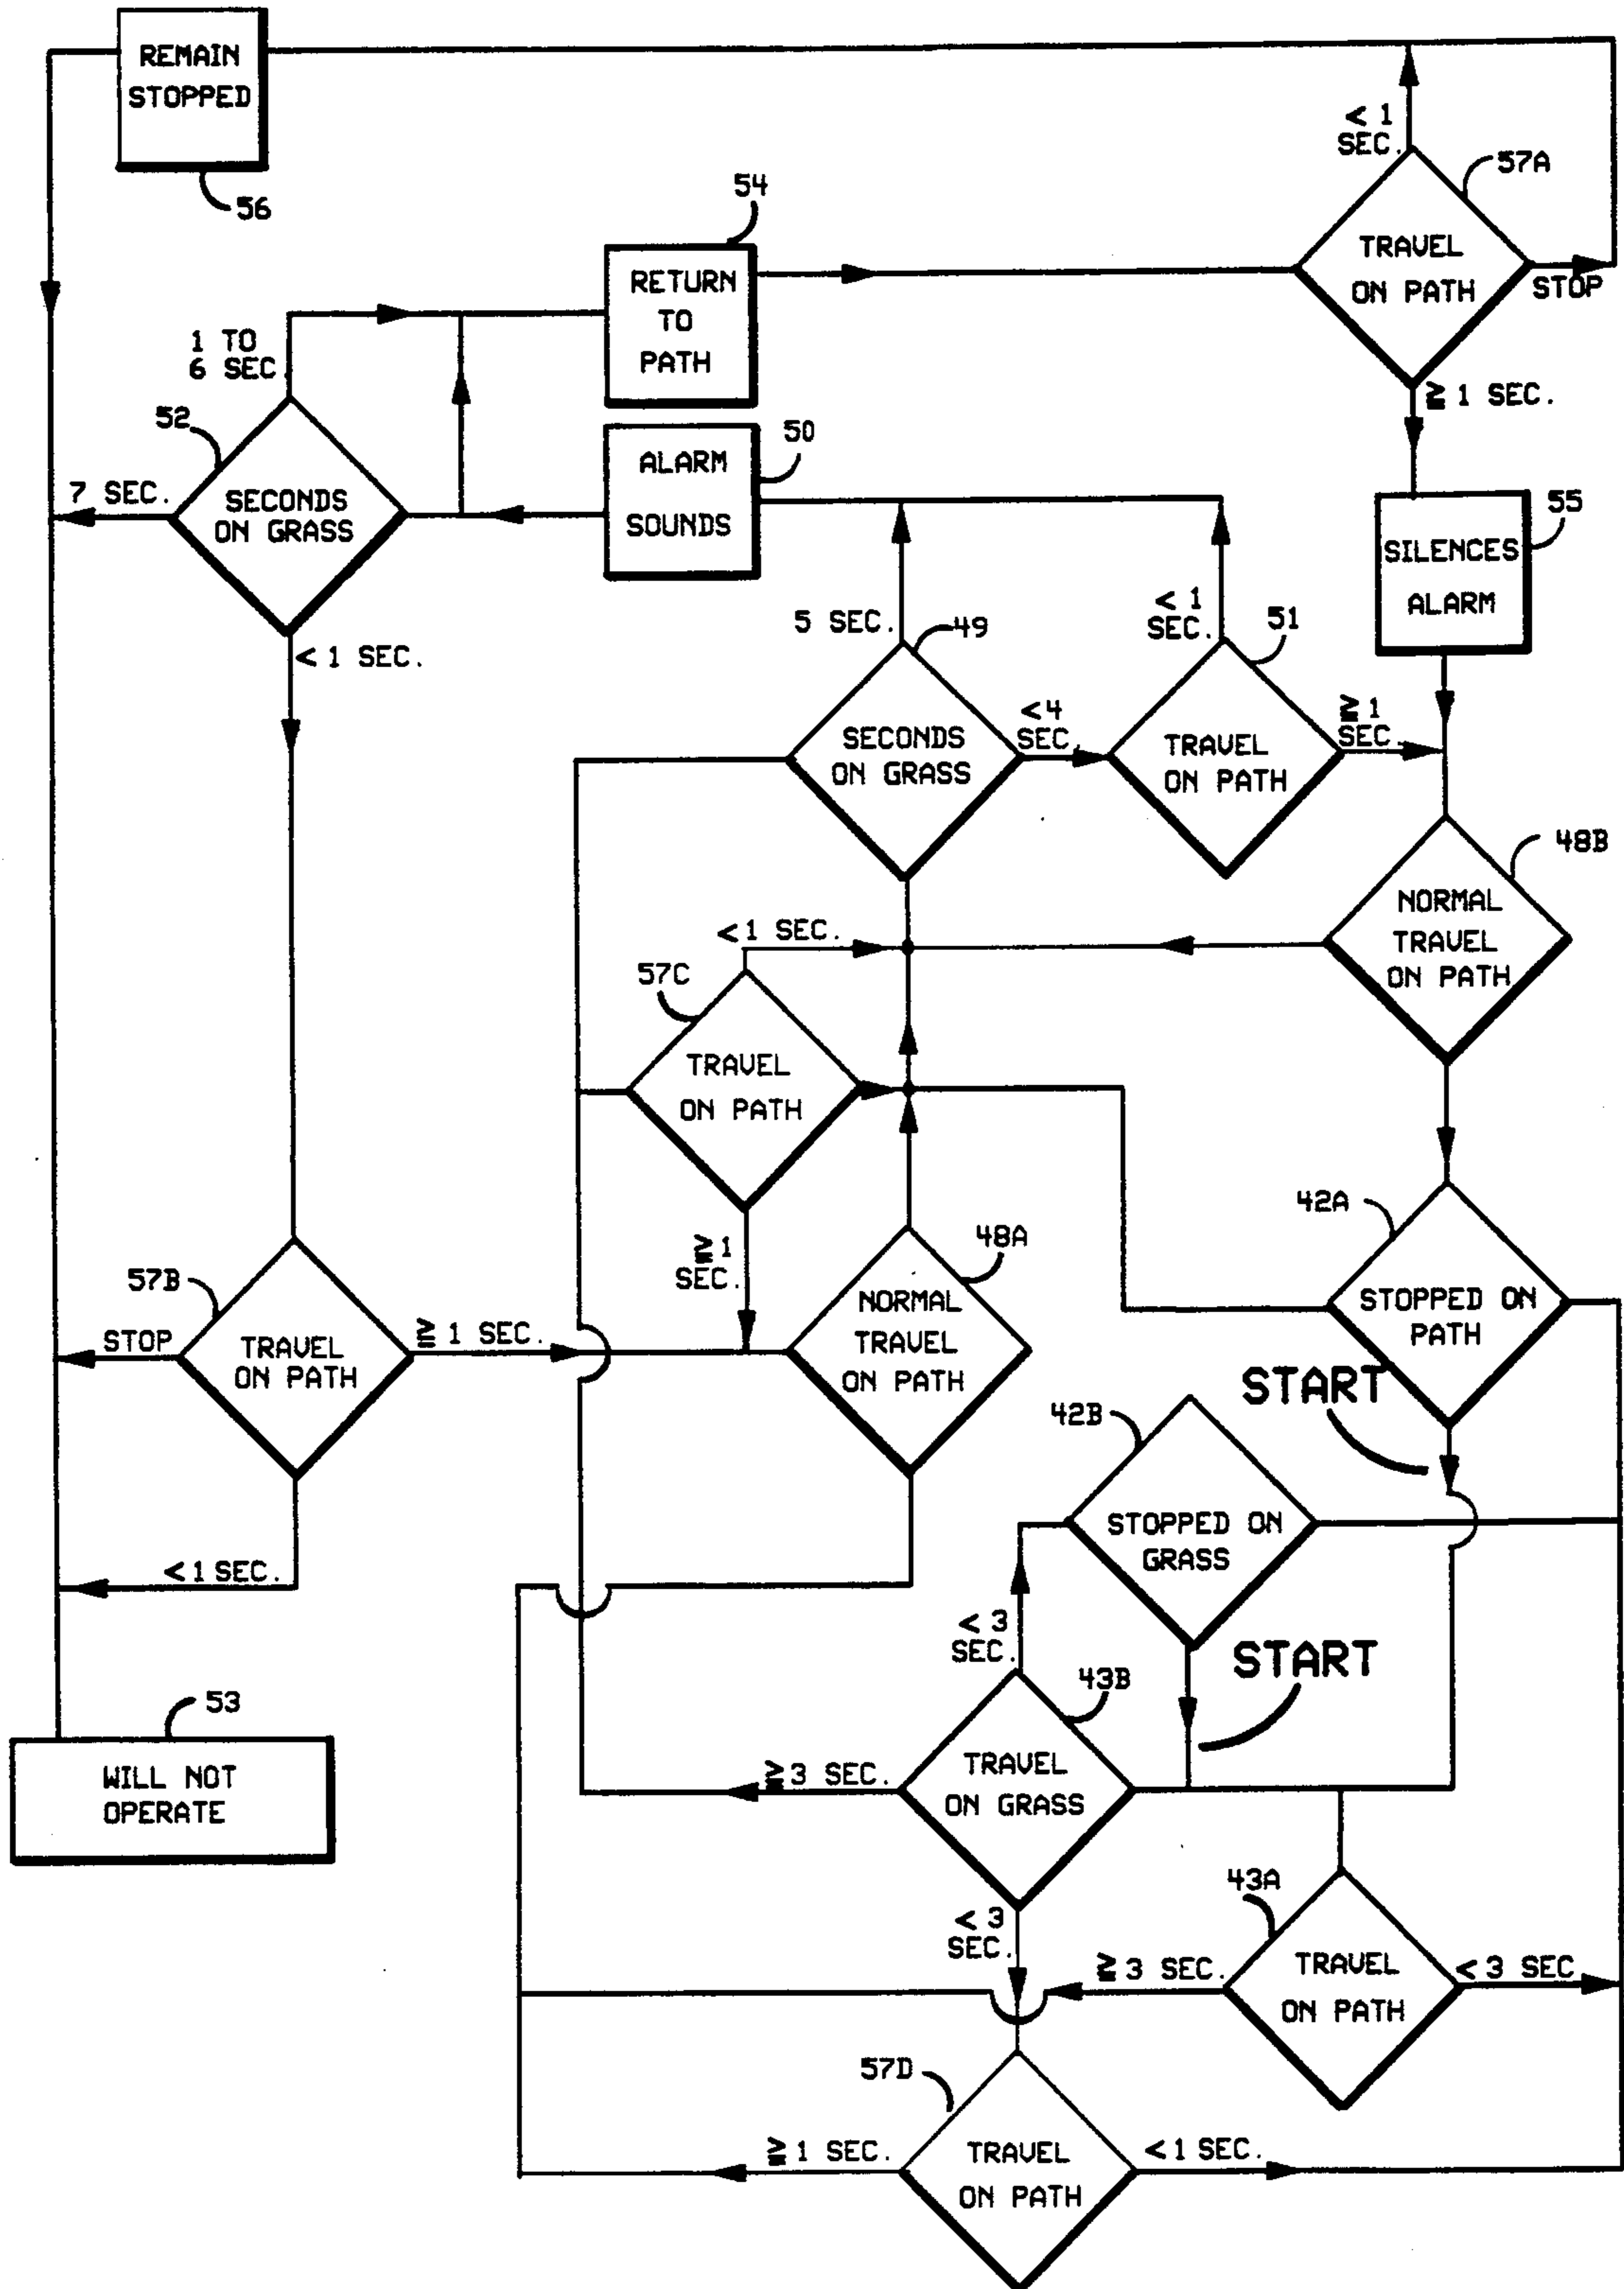 REMAIN
STOPPED
56
< 1
SEC.
57A
TRAVEL
ON PATH
STOP
≧ 1 SEC.
54
RETURN
TO
PATH
1 TO
6 SEC
52
7 SEC.
SECONDS
ON GRASS
< 1 SEC.
50
ALARM
SOUNDS
55
SILENCES
ALARM
5 SEC.
49
SECONDS
ON GRASS
<4
SEC.
< 1
SEC.
51
TRAVEL
ON PATH
≧ 1
SEC.
48B
NORMAL
TRAVEL
ON PATH
< 1 SEC.
57C
TRAVEL
ON PATH
≧ 1
SEC.
48A
NORMAL
TRAVEL
ON PATH
42A
STOPPED ON
PATH
START
57B
STOP
TRAVEL
ON PATH
≧ 1 SEC.
<1 SEC.
42B
STOPPED ON
GRASS
START
< 3
SEC.
43B
≧3 SEC.
TRAVEL
ON GRASS
< 3
SEC.
53
WILL NOT
OPERATE
43A
≧3 SEC.
TRAVEL
ON PATH
< 3 SEC
57D
≧ 1 SEC.
TRAVEL
ON PATH
<1 SEC.